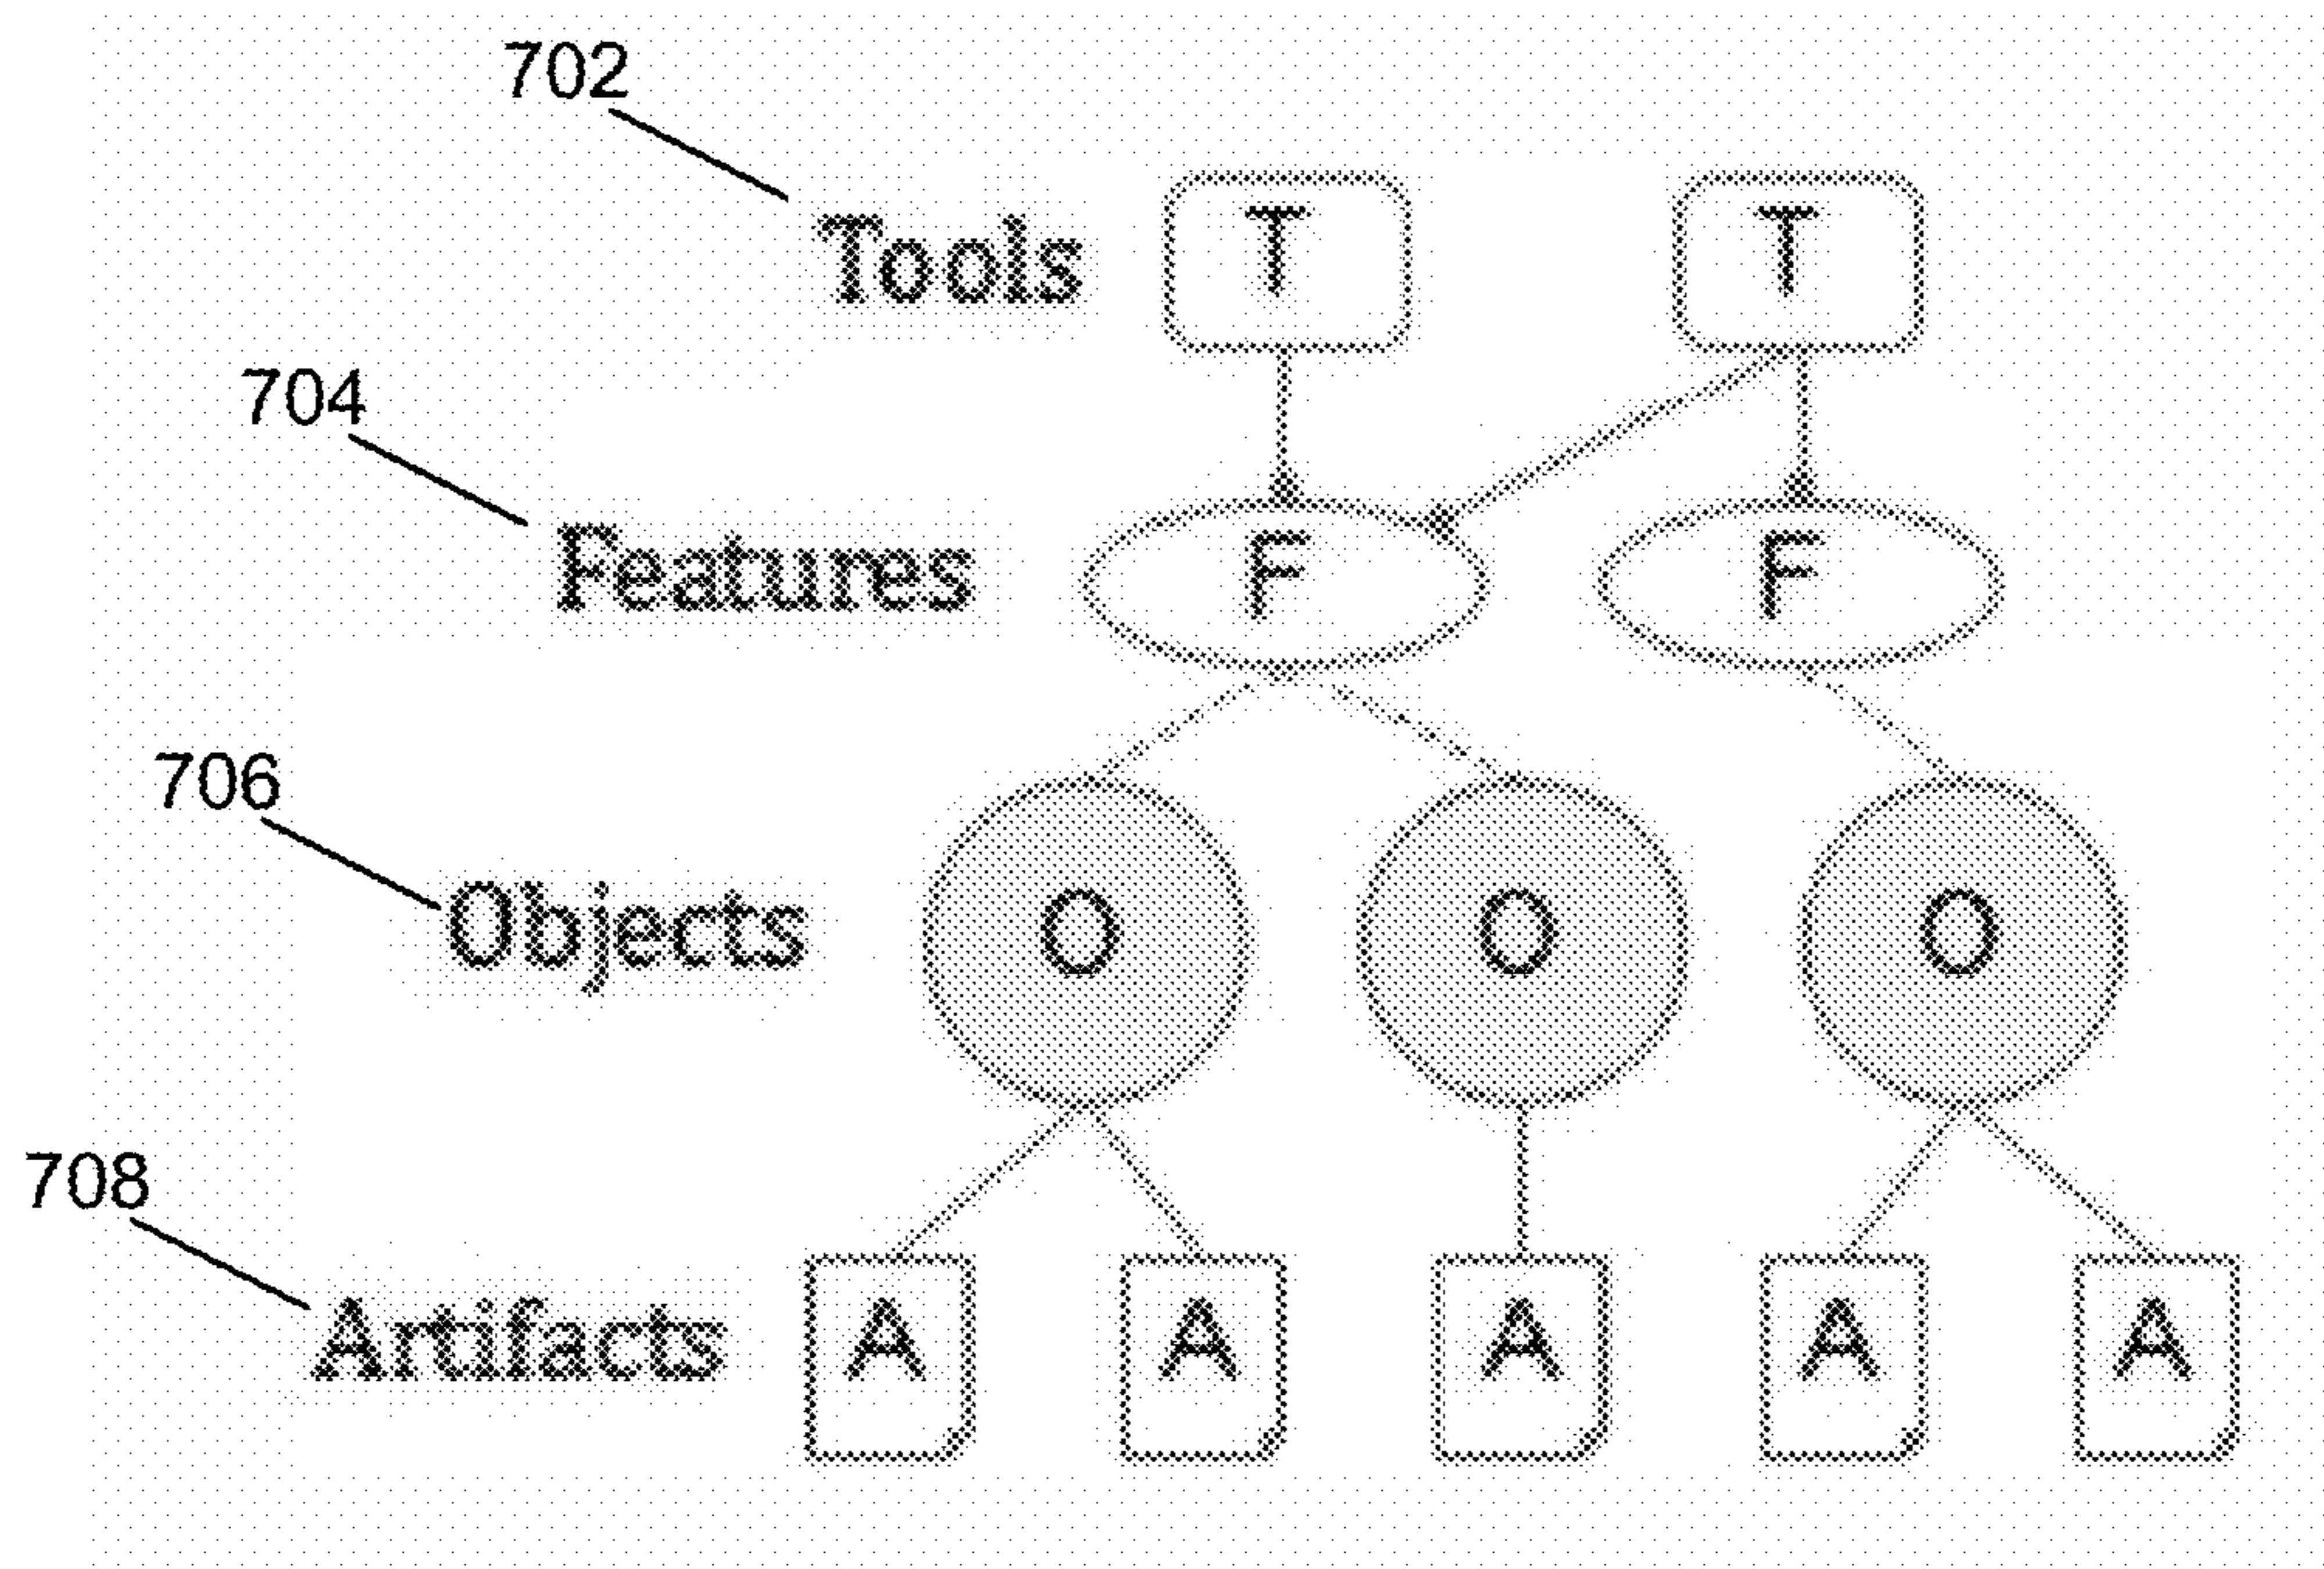 702
Tools T T
704
Features F F
706
Objects O O O
708
Artifacts A A A A A